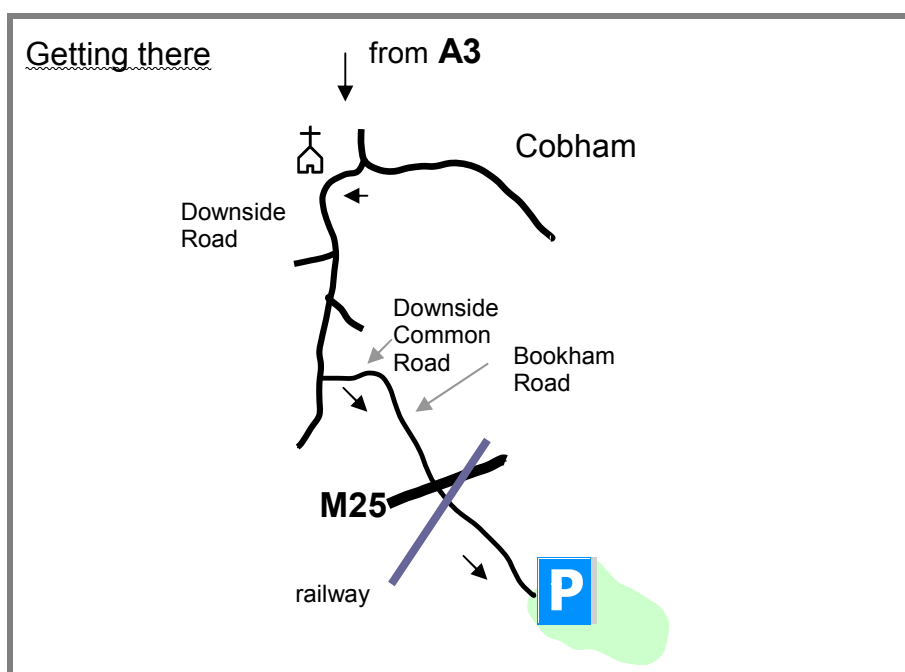 Getting there
from A3
Cobham
Downside
Road
Downside
Common
Road
Bookham
Road
M25
railway
P